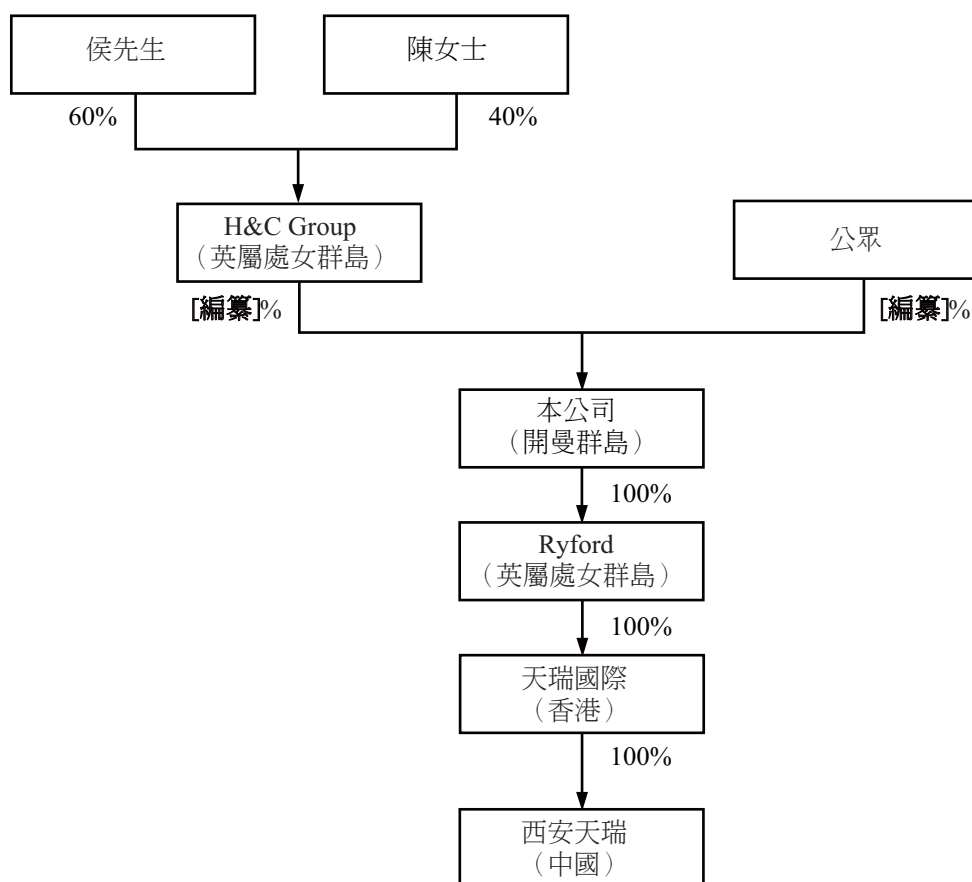 侯先生
陳女士
60%
40%
H&C Group
（英屬處女群島）
公眾
[編纂]%
[編纂]%
本公司
（開曼群島）
100%
Ryford
（英屬處女群島）
100%
天瑞國際
（香港）
100%
西安天瑞
（中國）